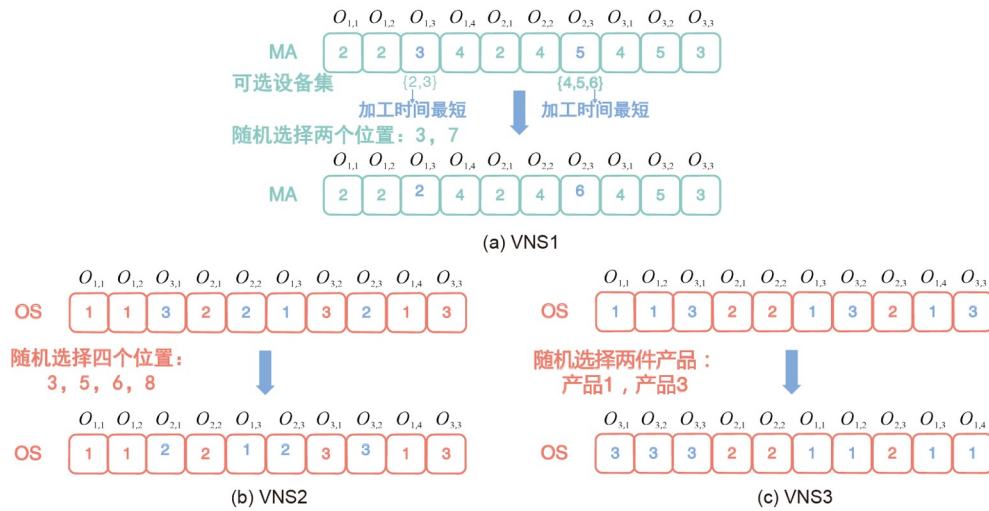 O1,1 O1,2 O1,3 O1,4 O2,1 O2,2 O2,3 O3,1 O3,2 O3,3
MA 2 2 3 4 2 4 5 4 5 3
可选设备集 {2,3} {4,5,6}
加工时间最短 加工时间最短
随机选择两个位置：3，7
O1,1 O1,2 O1,3 O1,4 O2,1 O2,2 O2,3 O3,1 O3,2 O3,3
MA 2 2 2 4 2 4 6 4 5 3
(a) VNS1
O1,1 O1,2 O3,1 O2,1 O2,2 O1,3 O3,2 O2,3 O1,4 O3,3
OS 1 1 3 2 2 1 3 2 1 3
随机选择四个位置：
3，5，6，8
O1,1 O1,2 O2,1 O2,2 O1,3 O2,3 O3,1 O3,2 O1,4 O3,3
OS 1 1 2 2 1 2 3 3 1 3
(b) VNS2
O1,1 O1,2 O3,1 O2,1 O2,2 O1,3 O3,2 O2,3 O1,4 O3,3
OS 1 1 3 2 2 1 3 2 1 3
随机选择两件产品：
产品1，产品3
O3,1 O3,2 O3,3 O2,1 O2,2 O1,1 O1,2 O2,3 O1,3 O1,4
OS 3 3 3 2 2 1 1 2 1 1
(c) VNS3